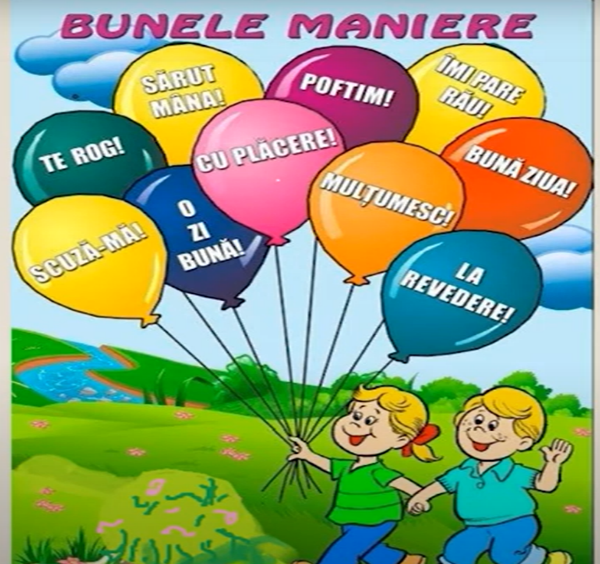 BUNELE MANIERE
SĂRUT
MÂNA!
POFTIM!
ÎMI PARE
RĂU!
TE ROG!
CU PLĂCERE!
BUNĂ ZIUA!
MULȚUMESC!
SCUZĂ-MĂ!
O
ZI
BUNĂ!
LA
REVEDERE!